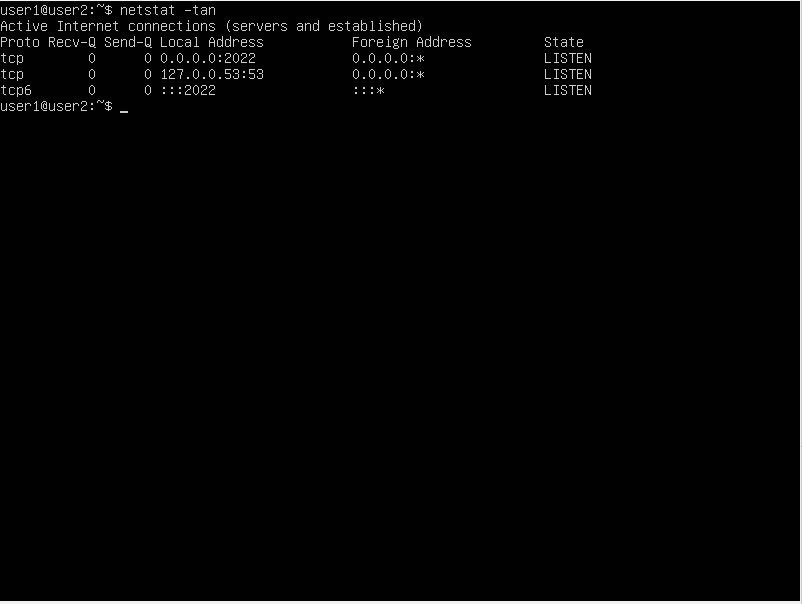 user1@user2:~$ netstat -tan
Active Internet connections (servers and established)
Proto Recv-Q Send-Q Local Address           Foreign Address         State
tcp        0      0 0.0.0.0:2022            0.0.0.0:*               LISTEN
tcp        0      0 127.0.0.53:53           0.0.0.0:*               LISTEN
tcp6       0      0 :::2022                 :::*                    LISTEN
user1@user2:~$ _